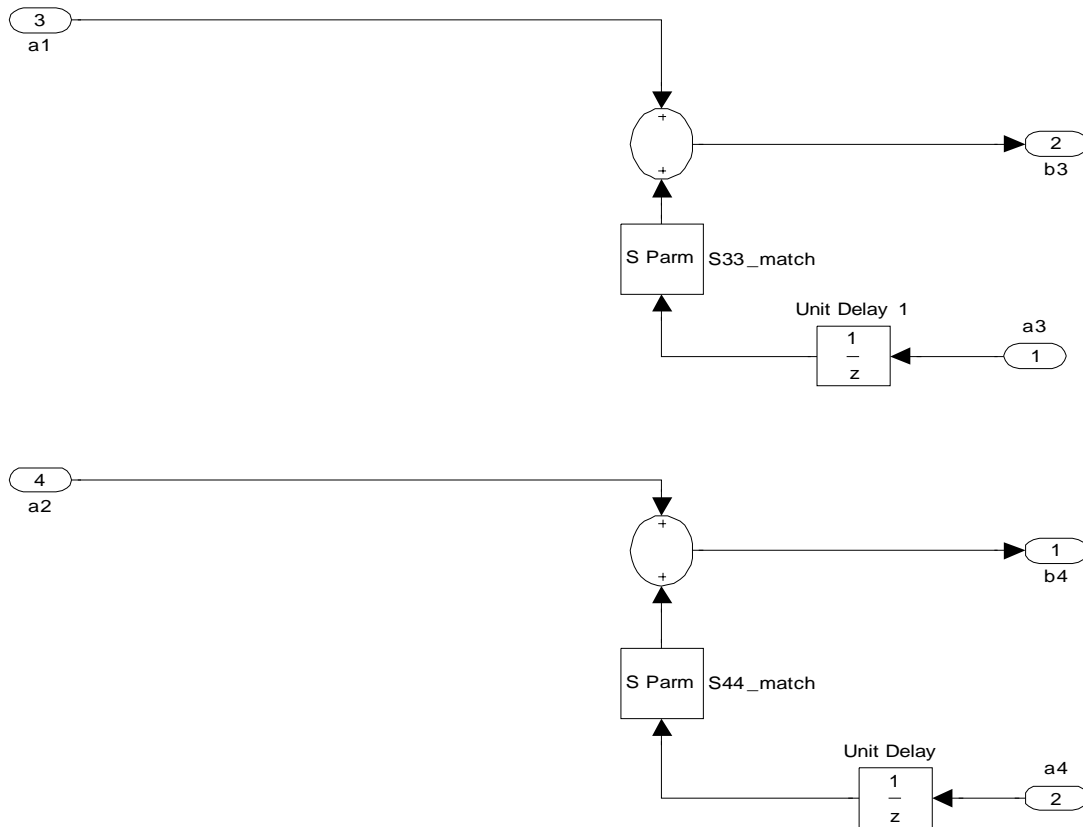 3
a1
+
+
2
b3
S Parm
S33_match
Unit Delay 1
1
z
a3
1
4
a2
+
+
1
b4
S Parm
S44_match
Unit Delay
1
z
a4
2